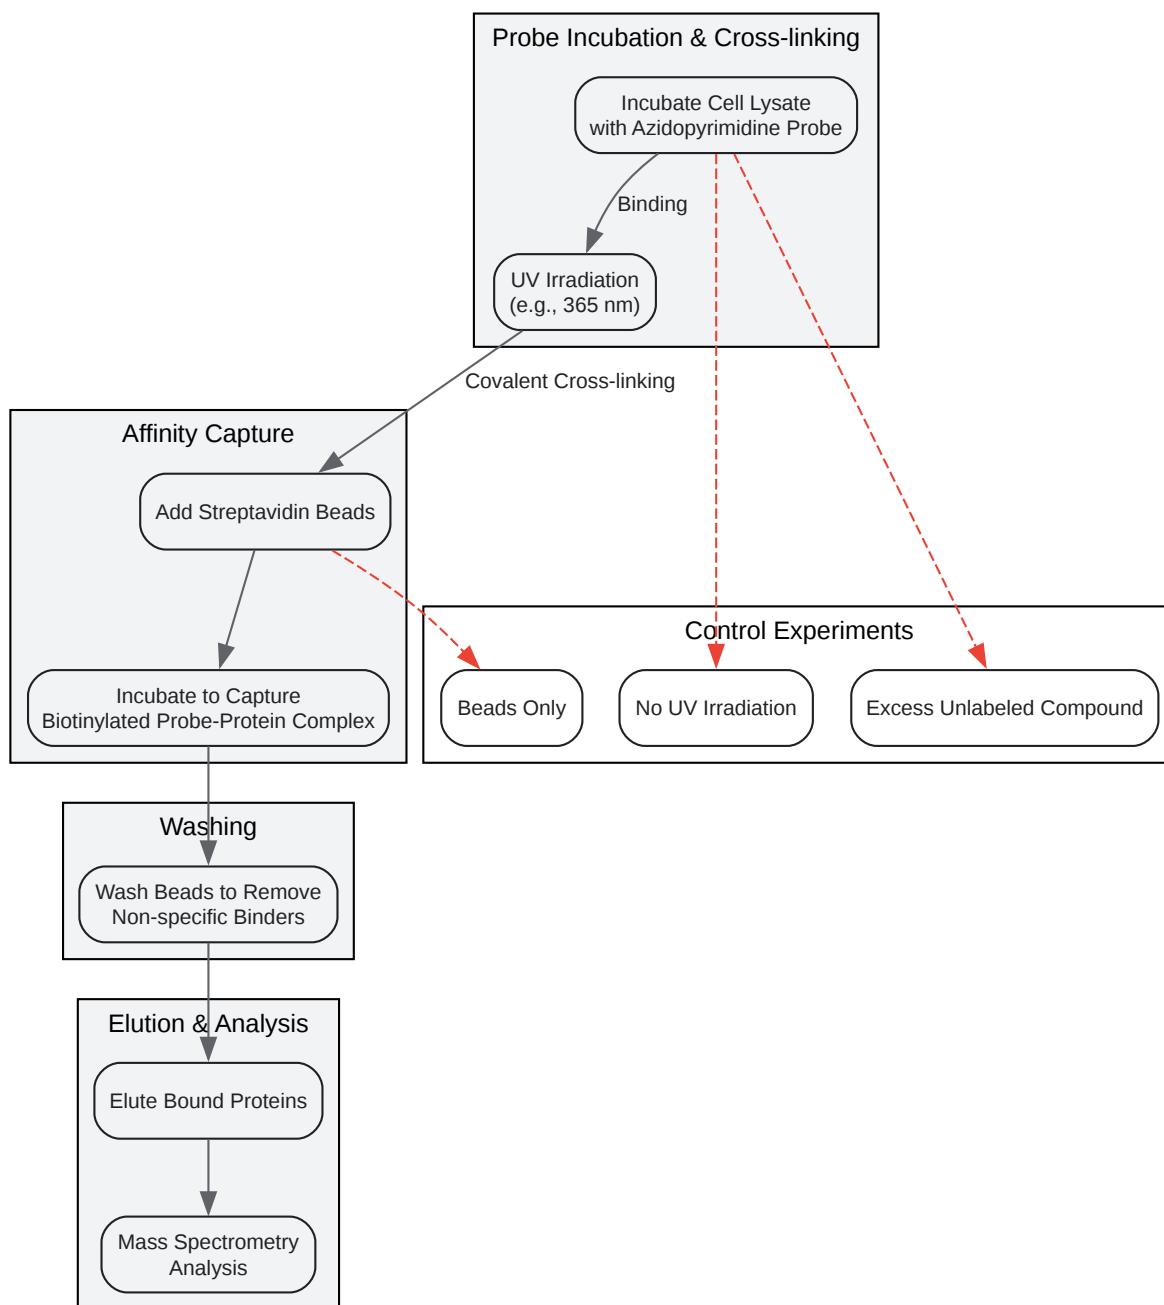 Probe Incubation & Cross-linking
Incubate Cell Lysate
with Azidopyrimidine Probe
Binding
UV Irradiation
(e.g., 365 nm)
Covalent Cross-linking
Affinity Capture
Add Streptavidin Beads
Incubate to Capture
Biotinylated Probe-Protein Complex
Control Experiments
Beads Only
No UV Irradiation
Excess Unlabeled Compound
Washing
Wash Beads to Remove
Non-specific Binders
Elution & Analysis
Elute Bound Proteins
Mass Spectrometry
Analysis